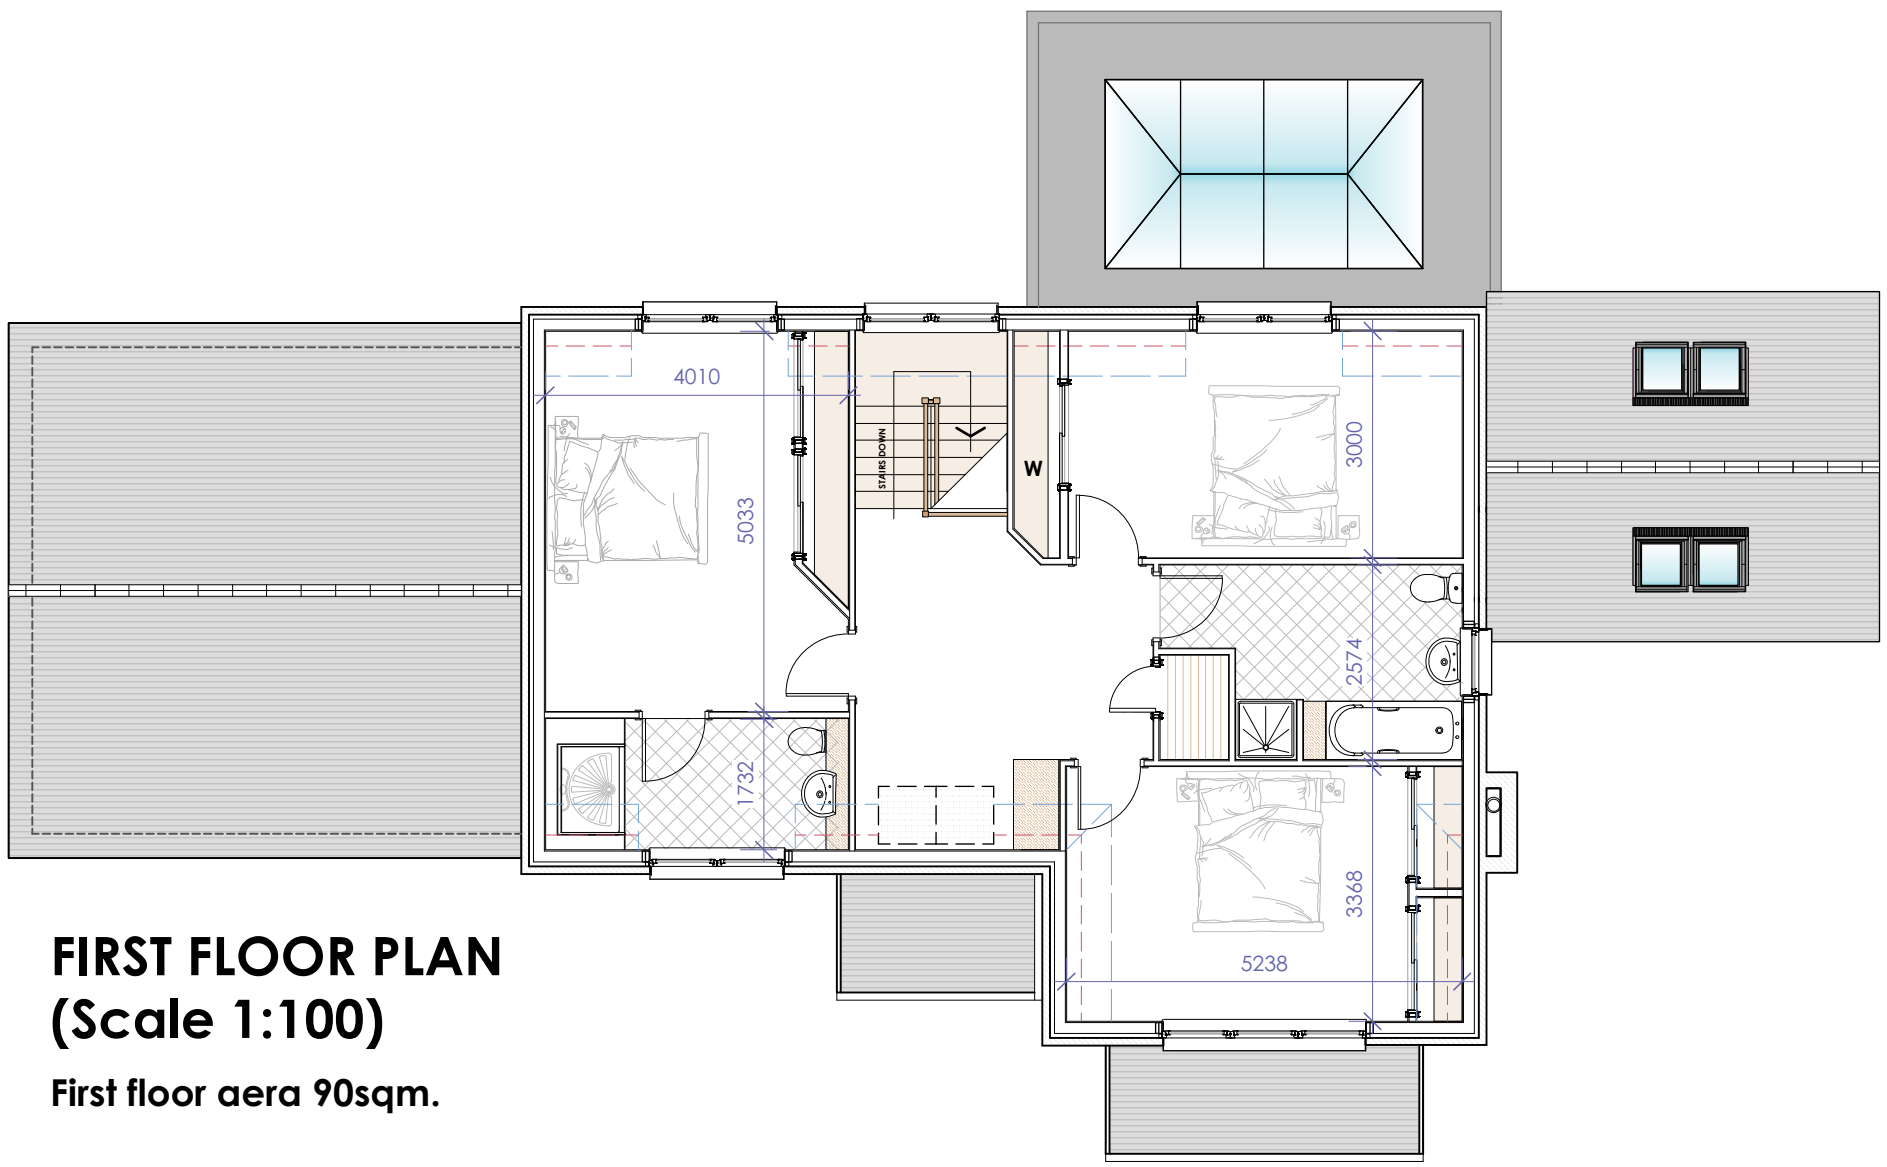 4010
5033
STAIRS DOWN
W
3000
2574
1732
3368
5238
FIRST FLOOR PLAN
(Scale 1:100)
First floor aera 90sqm.